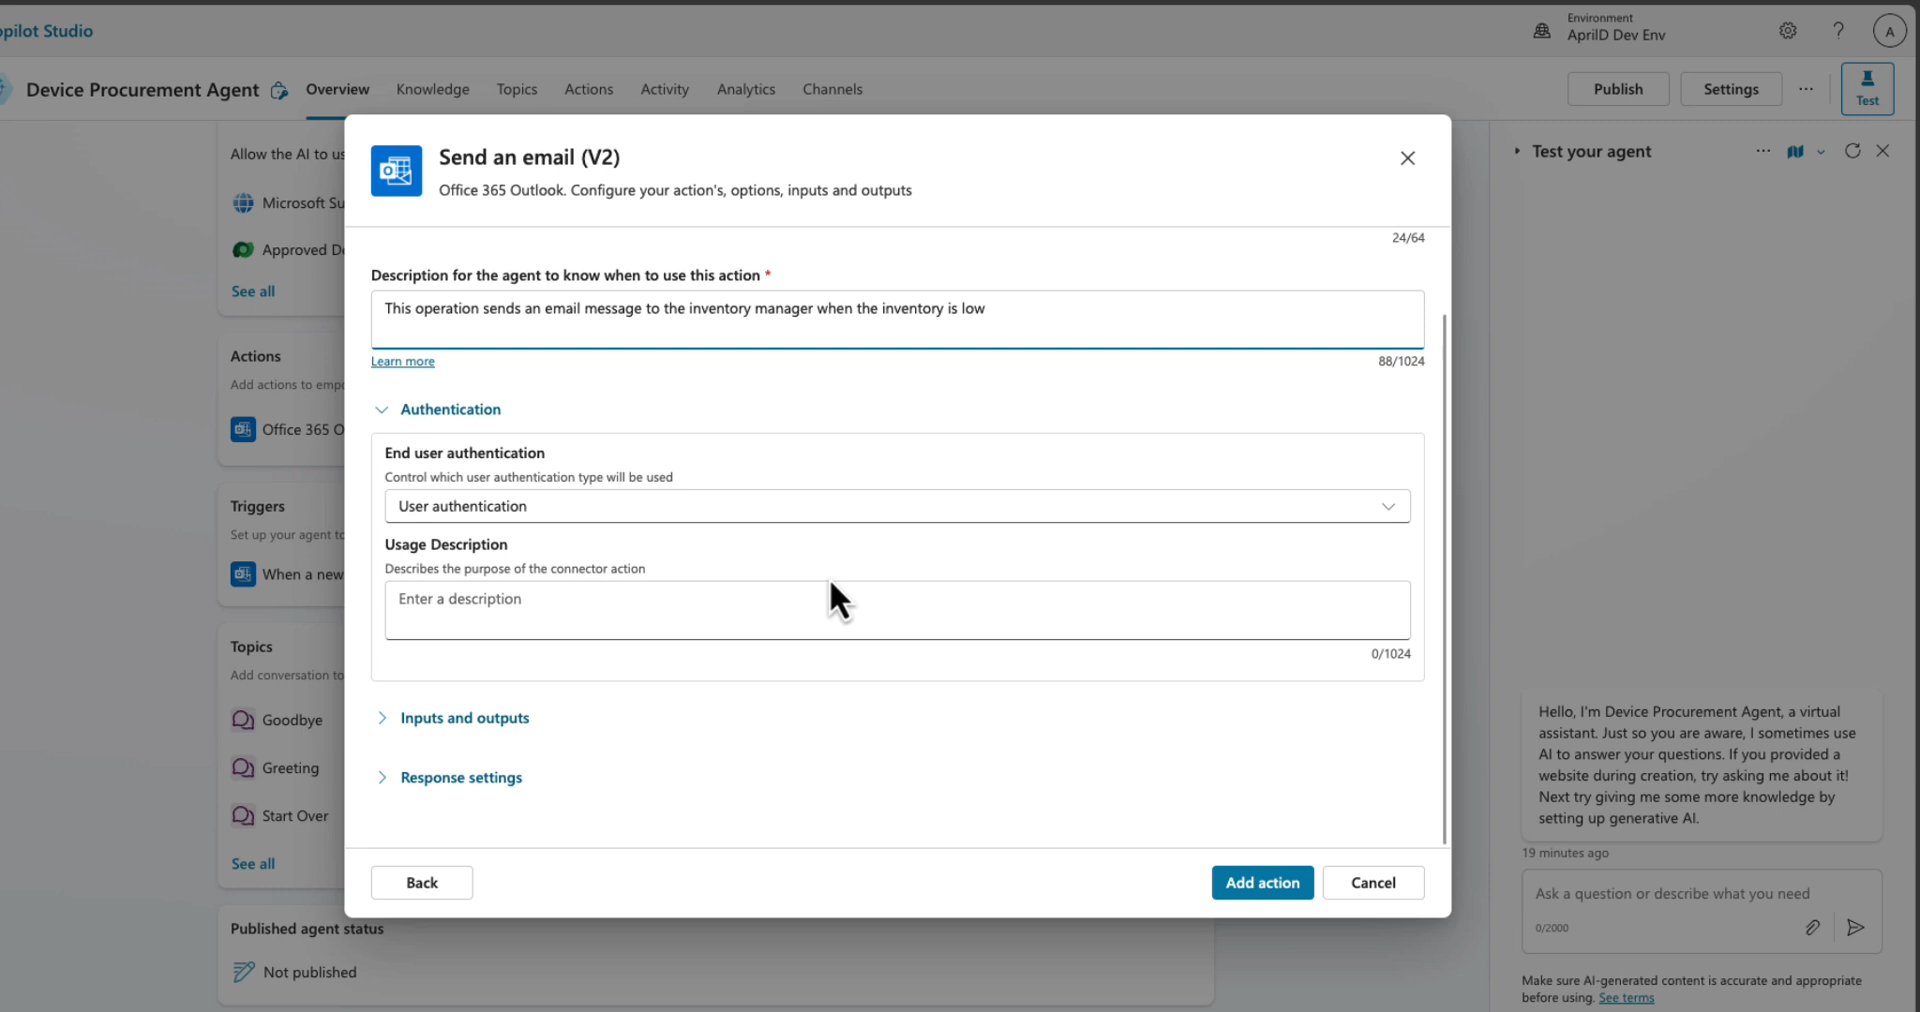 opilot Studio
Environment
AprilD Dev Env
A
Device Procurement Agent
Overview
Knowledge
Topics
Actions
Activity
Analytics
Channels
Publish
Settings
Test
Allow the AI to us
Microsoft Su
Approved De
See all
Actions
Add actions to empo
Office 365 O
Triggers
Set up your agent to
When a new
Topics
Add conversation to
Goodbye
Greeting
Start Over
See all
Published agent status
Not published
Send an email (V2)
Office 365 Outlook. Configure your action's, options, inputs and outputs
24/64
Description for the agent to know when to use this action *
This operation sends an email message to the inventory manager when the inventory is low
Learn more
88/1024
Authentication
End user authentication
Control which user authentication type will be used
User authentication
Usage Description
Describes the purpose of the connector action
Enter a description
0/1024
Inputs and outputs
Response settings
Back
Add action
Cancel
Test your agent
Hello, I'm Device Procurement Agent, a virtual
assistant. Just so you are aware, I sometimes use
AI to answer your questions. If you provided a
website during creation, try asking me about it!
Next try giving me some more knowledge by
setting up generative AI.
19 minutes ago
Ask a question or describe what you need
0/2000
Make sure AI-generated content is accurate and appropriate
before using. See terms